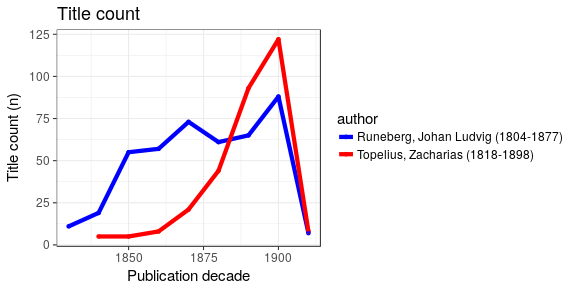 Title count
Title count (n)
125
100
75
50
25
0
1850
1875
1900
Publication decade
author
Runeberg, Johan Ludvig (1804-1877)
Topelius, Zacharias (1818-1898)